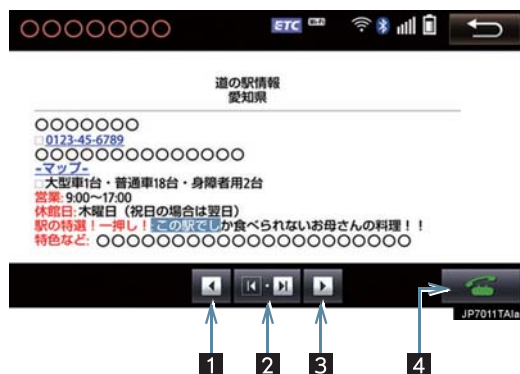 ○○○○○○○ ETC Wi-Fi
道の駅情報
愛知県
○○○○○○○
□0123-45-6789
○○○○○○○○○○○○○○
-マップ-
□大型車1台・普通車18台・身障者用2台
営業: 9:00～17:00
休館日: 木曜日（祝日の場合は翌日）
駅の特選！一押し！: この駅でしか食べられないお母さんの料理！！
特色など: ○○○○○○○○○○○○○○○○○○○○○
JP7011TAIa
1 2 3 4